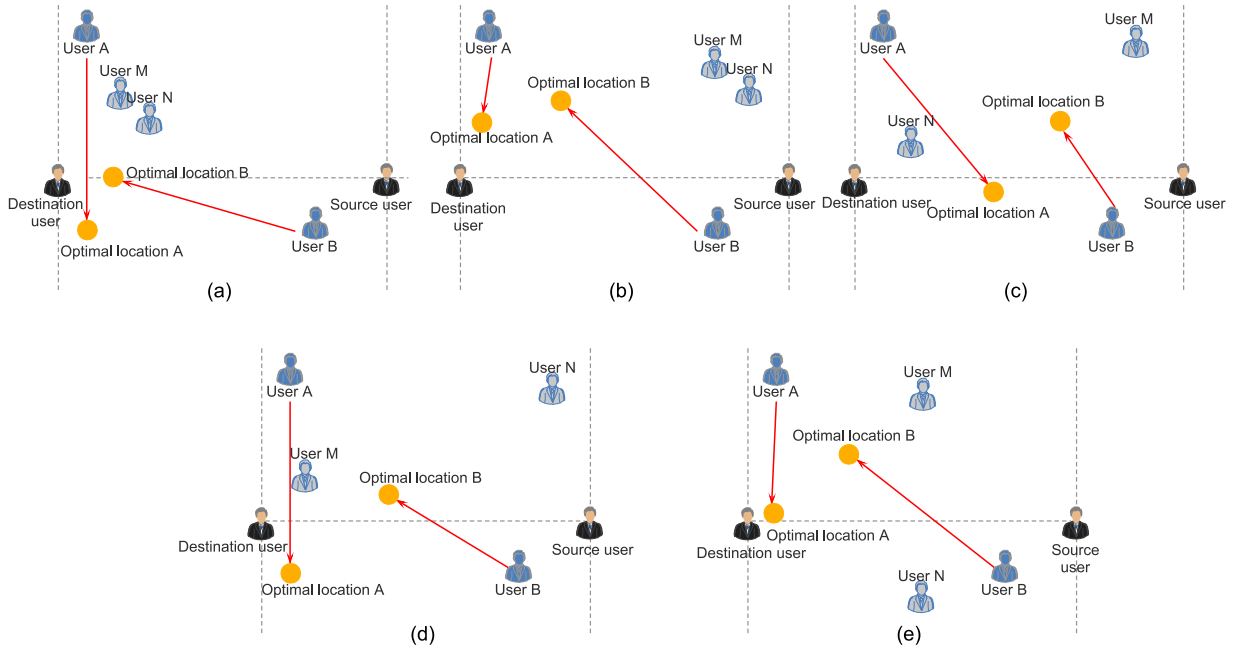 User A
User M
User N
Optimal location B
Destination
user
Source user
Optimal location A
User B
(a)
User A
User M
User N
Optimal location B
Optimal location A
Destination
user
Source user
User B
(b)
User A
User M
Optimal location B
User N
Destination user
Source user
Optimal location A
User B
(c)
User A
User N
User M
Optimal location B
Destination user
Source user
Optimal location A
User B
(d)
User A
User M
Optimal location B
Destination user
Optimal location A
Source
user
User N
User B
(e)